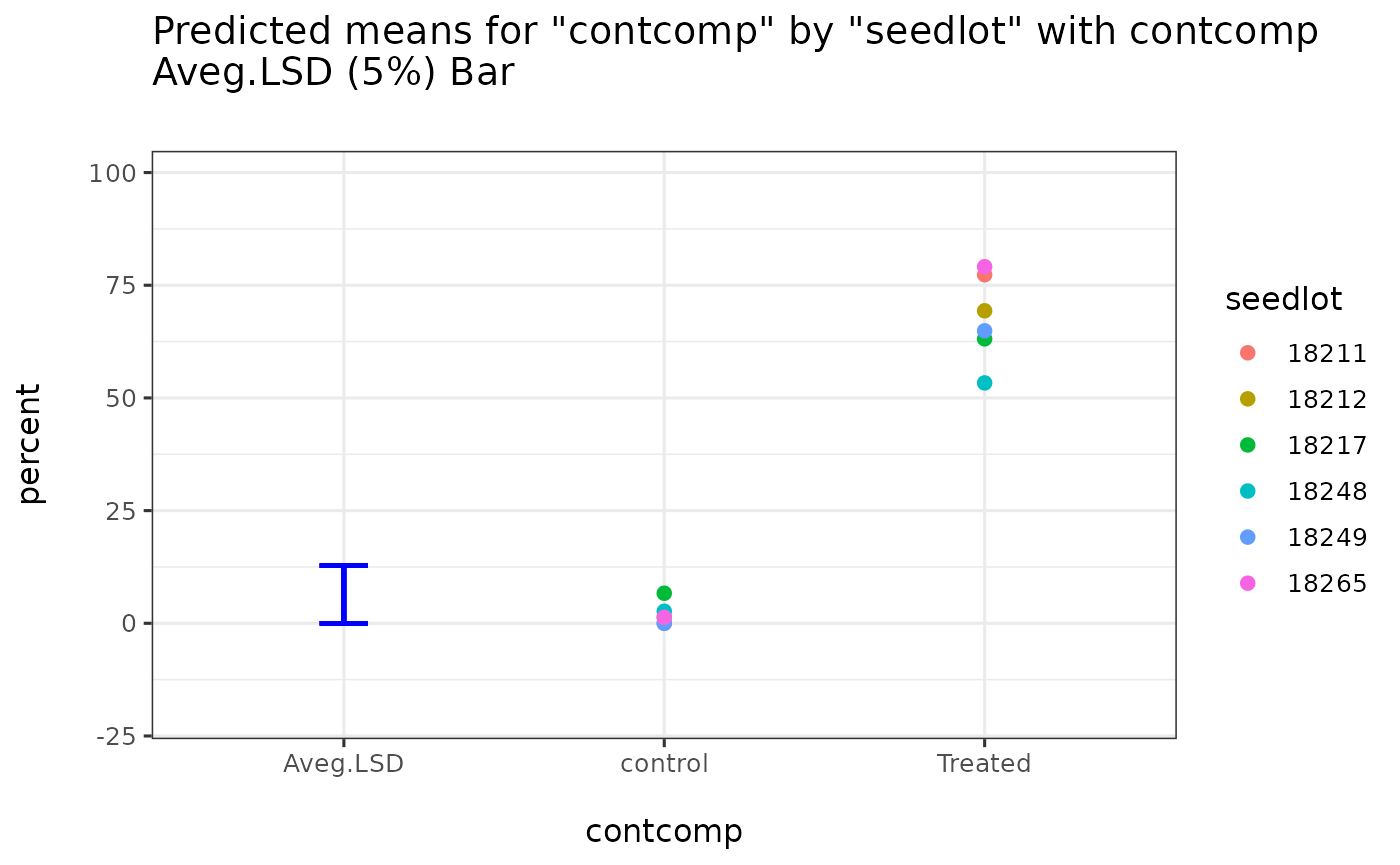 Predicted means for "contcomp" by "seedlot" with contcomp
Aveg.LSD (5%) Bar
100
75
50
25
0
-25
percent
Aveg.LSD
control
Treated
contcomp
seedlot
18211
18212
18217
18248
18249
18265